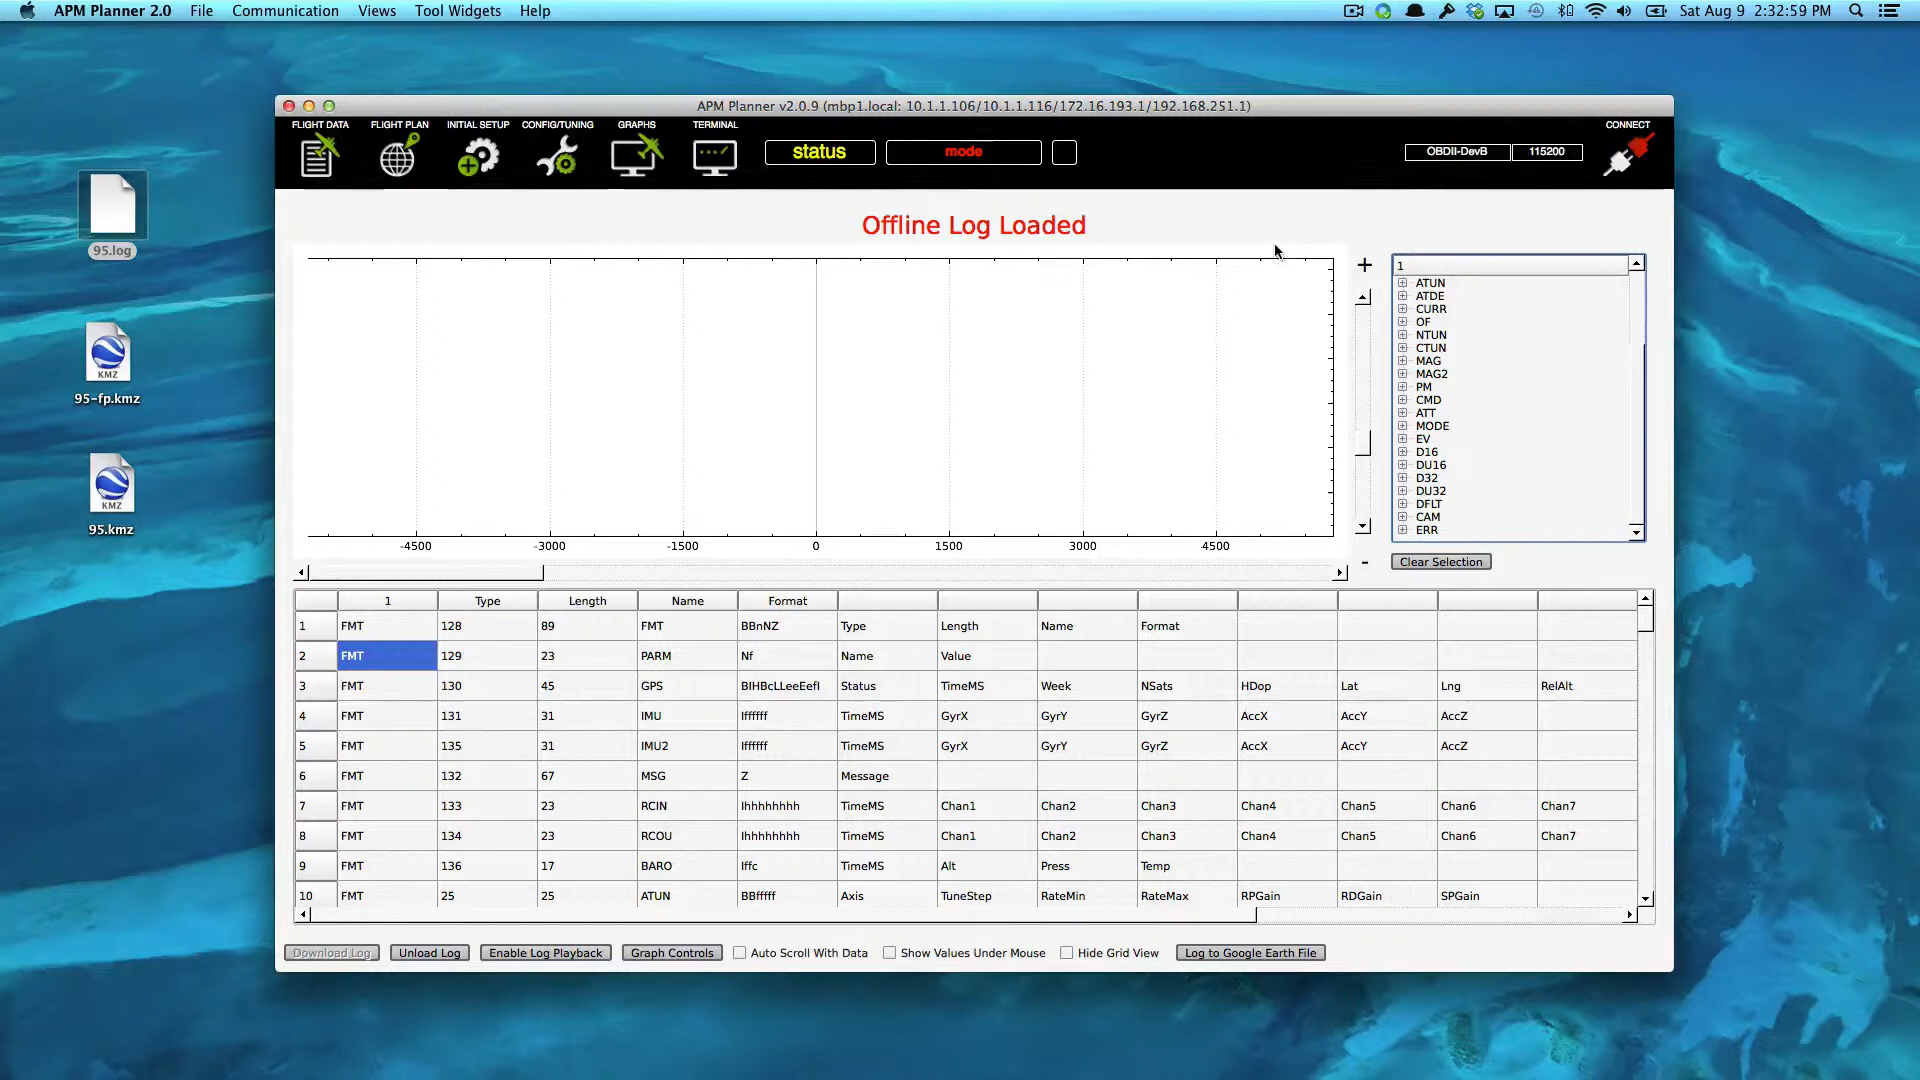 APM Planner 2.0 File Communication Views Tool Widgets Help Sat Aug 9 2:32:59 PM
APM Planner v2.0.9 (mbp1.local: 10.1.1.106/10.1.1.116/172.16.193.1/192.168.251.1)
FLIGHT DATA FLIGHT PLAN INITIAL SETUP CONFIG/TUNING GRAPHS TERMINAL CONNECT
status mode OBDII-DevB 115200
Offline Log Loaded
95.log
KMZ
95-fp.kmz
KMZ
95.kmz
+
-4500 -3000 -1500 0 1500 3000 4500
-
1
ATUN
ATDE
CURR
OF
NTUN
CTUN
MAG
MAG2
PM
CMD
ATT
MODE
EV
D16
DU16
D32
DU32
DFLT
CAM
ERR
Clear Selection
1 Type Length Name Format
1 FMT 128 89 FMT BBnNZ Type Length Name Format
2 FMT 129 23 PARM Nf Name Value
3 FMT 130 45 GPS BIHBcLLeeEefI Status TimeMS Week NSats HDop Lat Lng RelAlt
4 FMT 131 31 IMU Iffffff TimeMS GyrX GyrY GyrZ AccX AccY AccZ
5 FMT 135 31 IMU2 Iffffff TimeMS GyrX GyrY GyrZ AccX AccY AccZ
6 FMT 132 67 MSG Z Message
7 FMT 133 23 RCIN Ihhhhhhhh TimeMS Chan1 Chan2 Chan3 Chan4 Chan5 Chan6 Chan7
8 FMT 134 23 RCOU Ihhhhhhhh TimeMS Chan1 Chan2 Chan3 Chan4 Chan5 Chan6 Chan7
9 FMT 136 17 BARO Iffc TimeMS Alt Press Temp
10 FMT 25 25 ATUN BBfffff Axis TuneStep RateMin RateMax RPGain RDGain SPGain
Download Log Unload Log Enable Log Playback Graph Controls Auto Scroll With Data Show Values Under Mouse Hide Grid View Log to Google Earth File